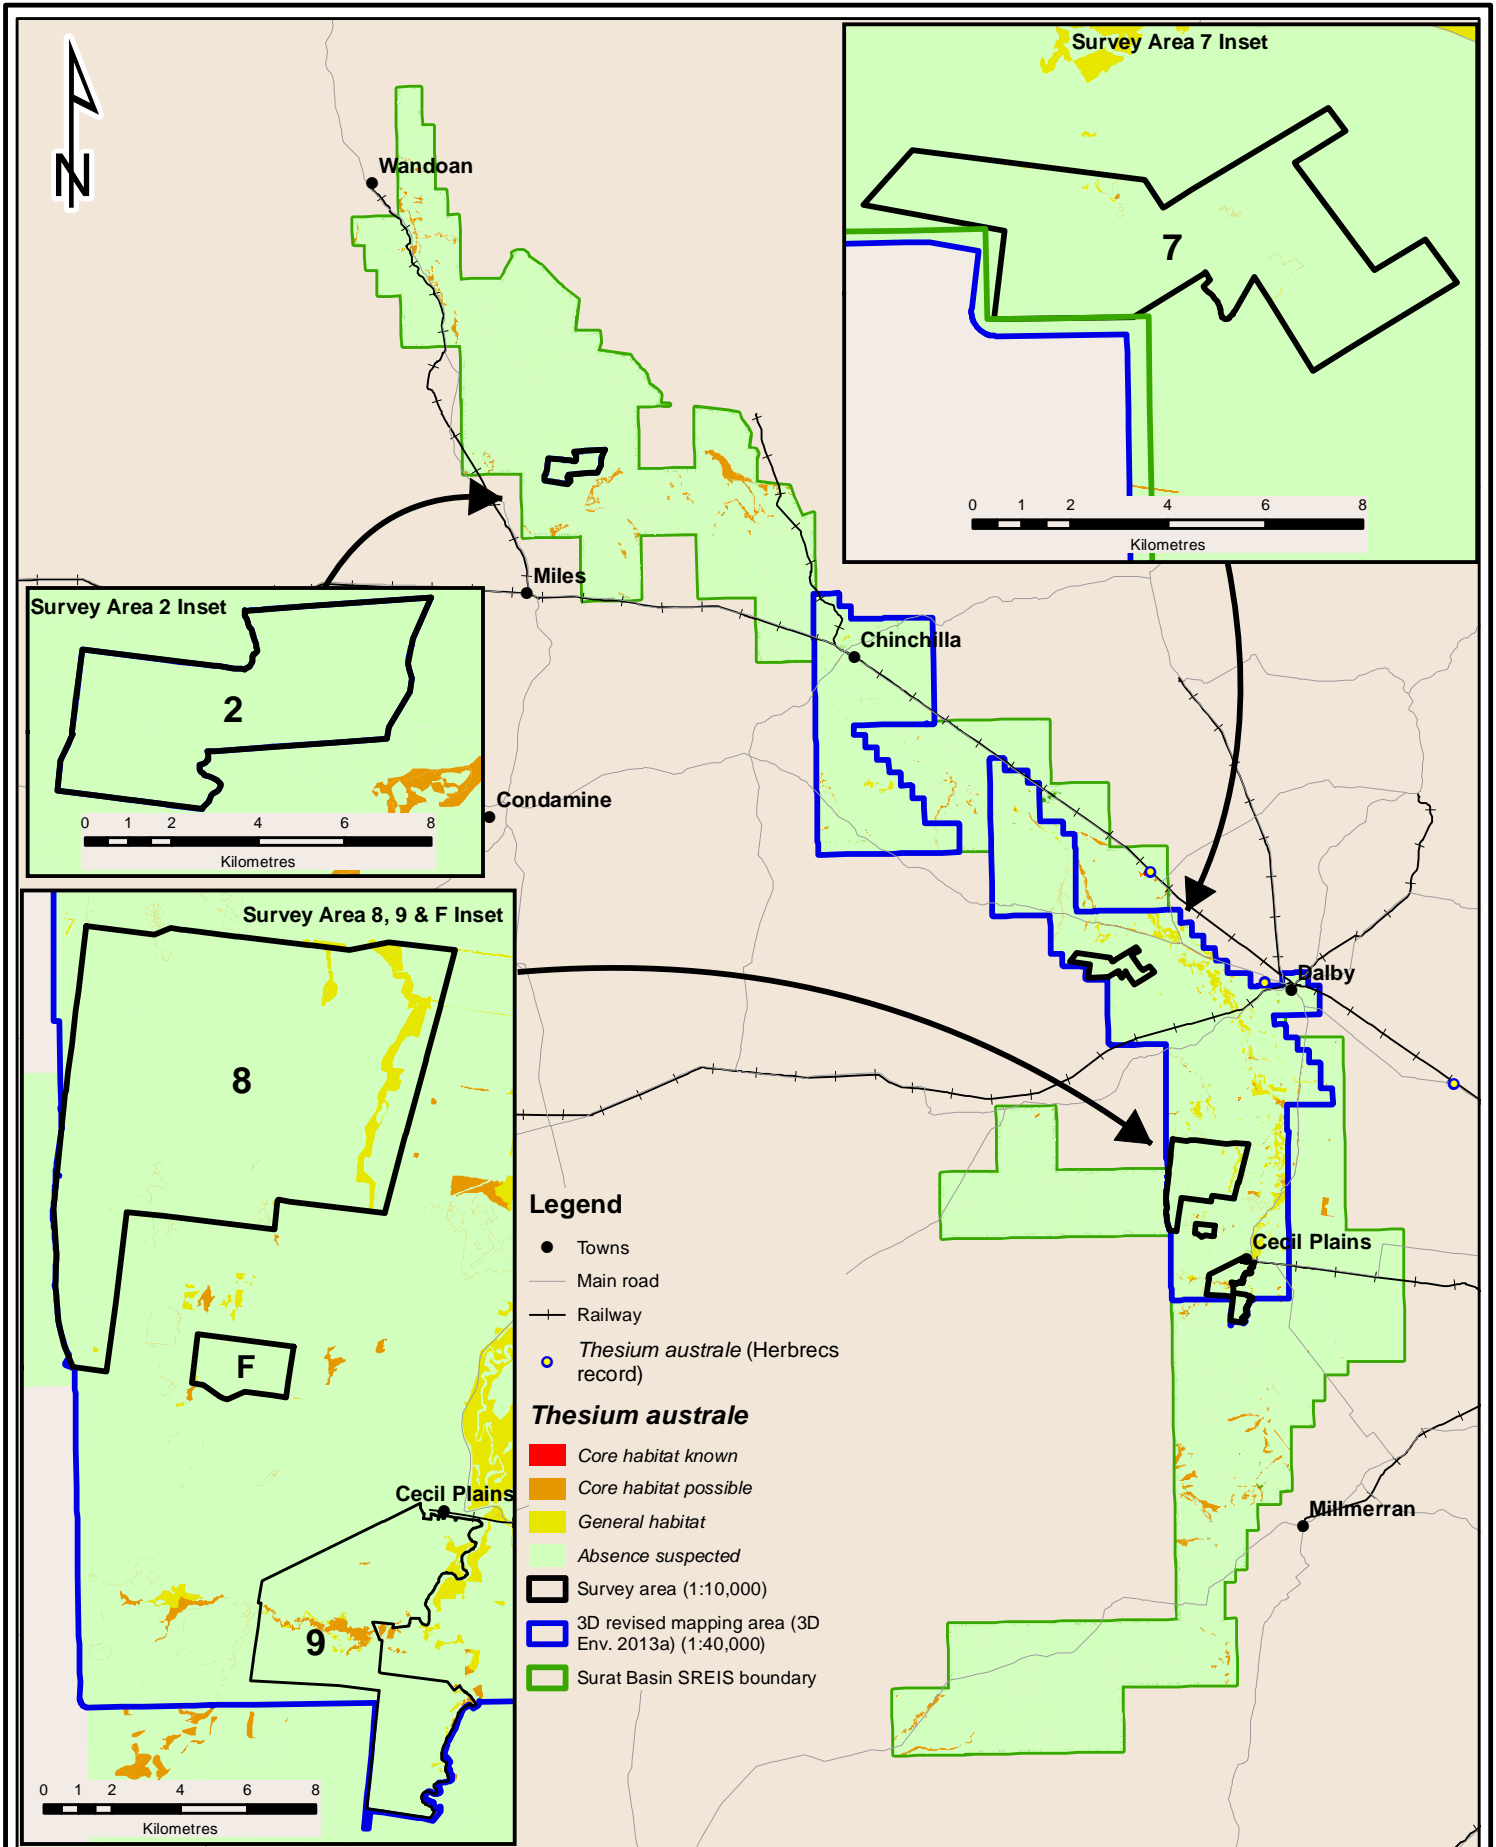 N
Survey Area 7 Inset
7
0 1 2 4 6 8
Kilometres
Wandoan
Miles
Survey Area 2 Inset
2
0 1 2 4 6 8
Kilometres
Chinchilla
Condamine
Survey Area 8, 9 & F Inset
8
F
Cecil Plains
9
0 1 2 4 6 8
Kilometres
Dalby
Cecil Plains
Millmerran
Legend
Towns
Main road
Railway
Thesium australe (Herbrecs
record)
Thesium australe
Core habitat known
Core habitat possible
General habitat
Absence suspected
Survey area (1:10,000)
3D revised mapping area (3D
Env. 2013a) (1:40,000)
Surat Basin SREIS boundary